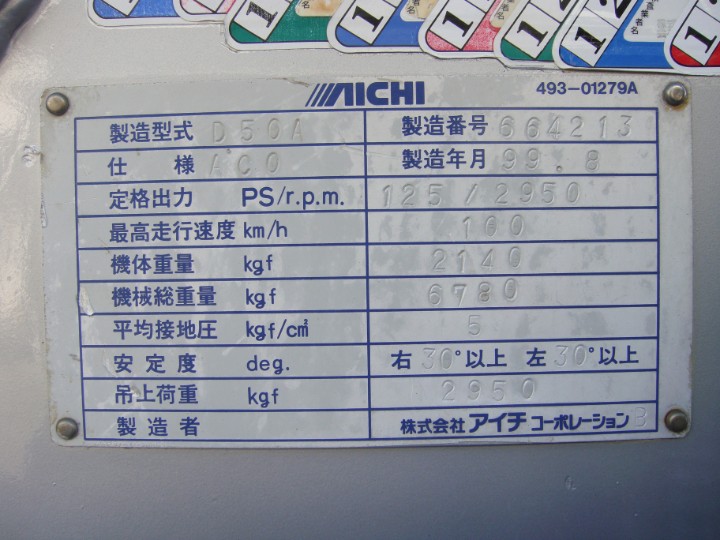 AICHI 493-01279A
製造型式 D50A 製造番号 664213
仕様 AC0 製造年月 99.8
定格出力 PS/r.p.m. 125/2950
最高走行速度 km/h 160
機体重量 kgf 2140
機械総重量 kgf 6780
平均接地圧 kgf/cm² 5
安定度 deg. 右30°以上 左30°以上
吊上荷重 kgf 2950
製造者 株式会社 アイチ コーポレーション B